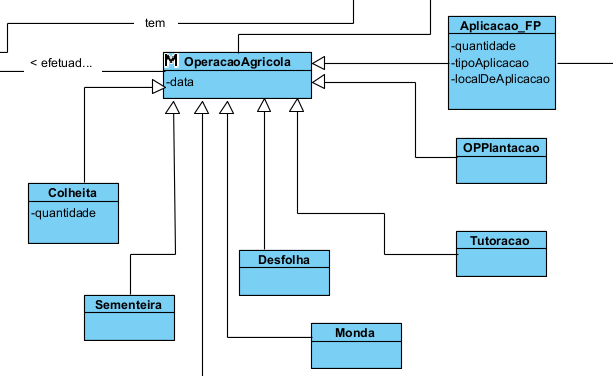 tem
< efetuad...
M
OperacaoAgricola
-data
Aplicacao_FP
-quantidade
-tipoAplicacao
-localDeAplicacao
OPPlantacao
Colheita
-quantidade
Tutoracao
Desfolha
Sementeira
Monda